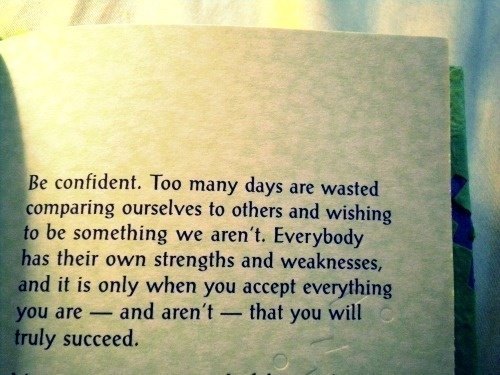 Be confident. Too many days are wasted
comparing ourselves to others and wishing
to be something we aren't. Everybody
has their own strengths and weaknesses,
and it is only when you accept everything
you are — and aren't — that you will
truly succeed.